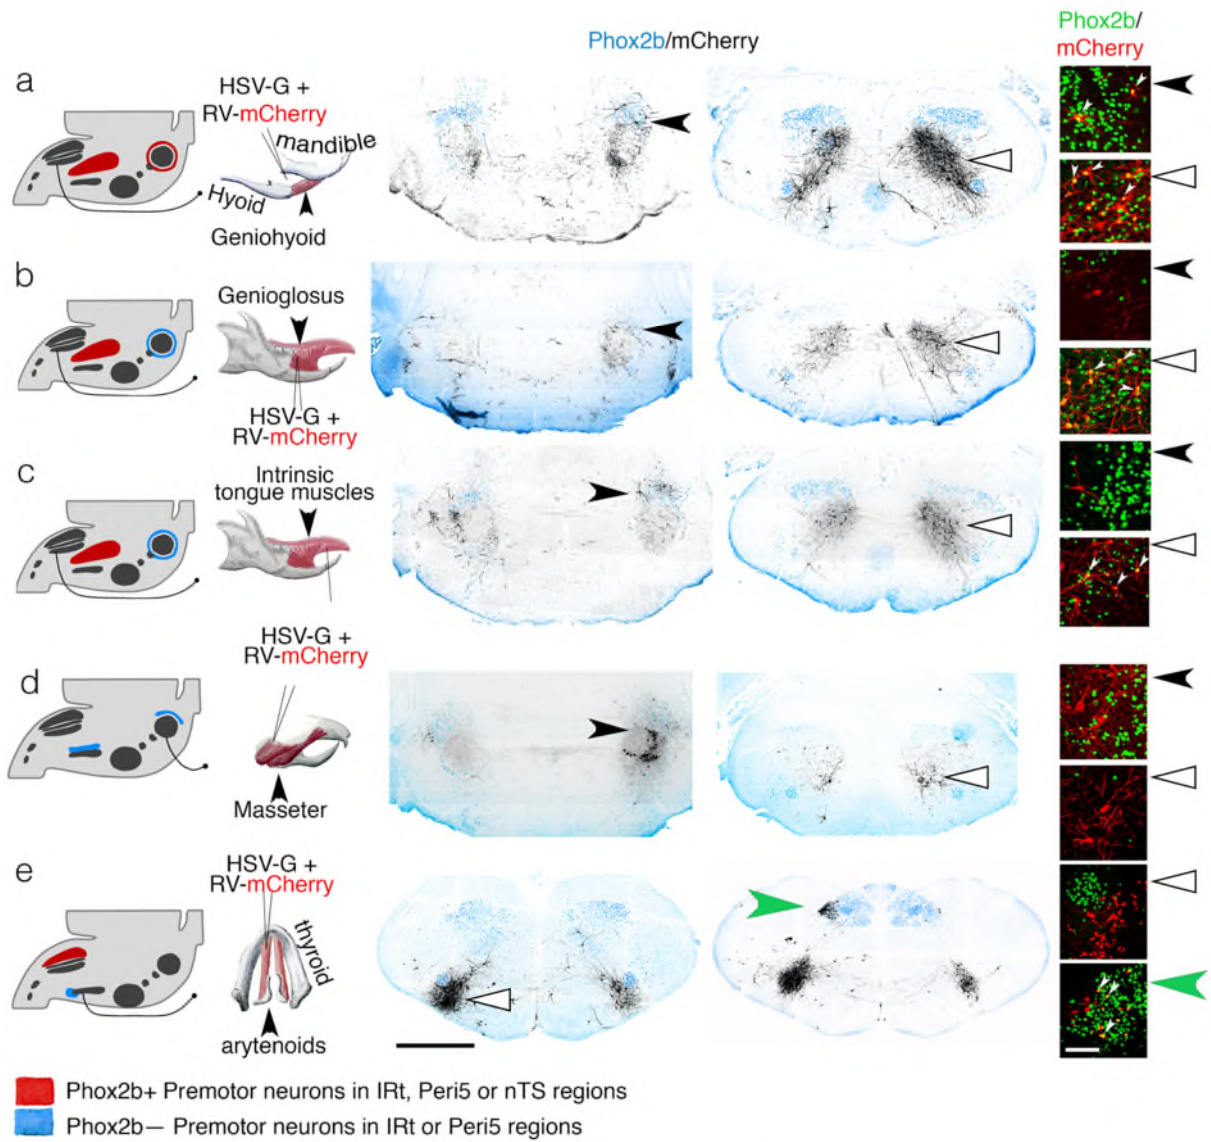 Phox2b/mCherry
Phox2b/
mCherry
a
HSV-G +
RV-mCherry
mandible
Hyoid
Geniohyoid
b
Genioglosus
HSV-G +
RV-mCherry
c
Intrinsic
tongue muscles
HSV-G +
RV-mCherry
d
Masseter
e
HSV-G +
RV-mCherry
thyroid
arytenoids
Phox2b+ Premotor neurons in IRt, Peri5 or nTS regions
Phox2b— Premotor neurons in IRt or Peri5 regions